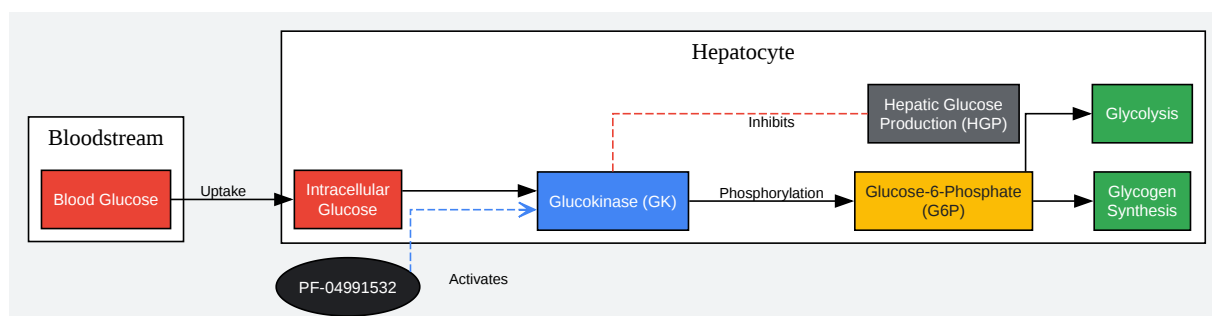 Hepatocyte
Bloodstream
Blood Glucose
Uptake
Intracellular
Glucose
Glucokinase (GK)
Inhibits
Hepatic Glucose
Production (HGP)
Phosphorylation
Glucose-6-Phosphate
(G6P)
Glycolysis
Glycogen
Synthesis
PF-04991532
Activates